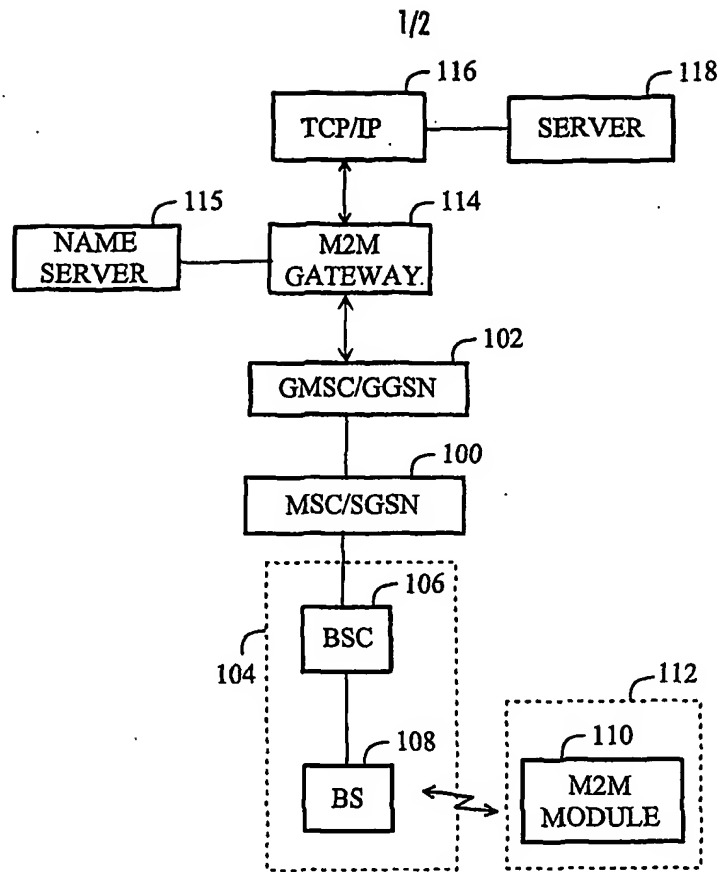 1/2
116
118
TCP/IP
SERVER
115
114
NAME
SERVER
M2M
GATEWAY.
102
GMSC/GGSN
100
MSC/SGSN
106
BSC
104
112
108
110
BS
M2M
MODULE